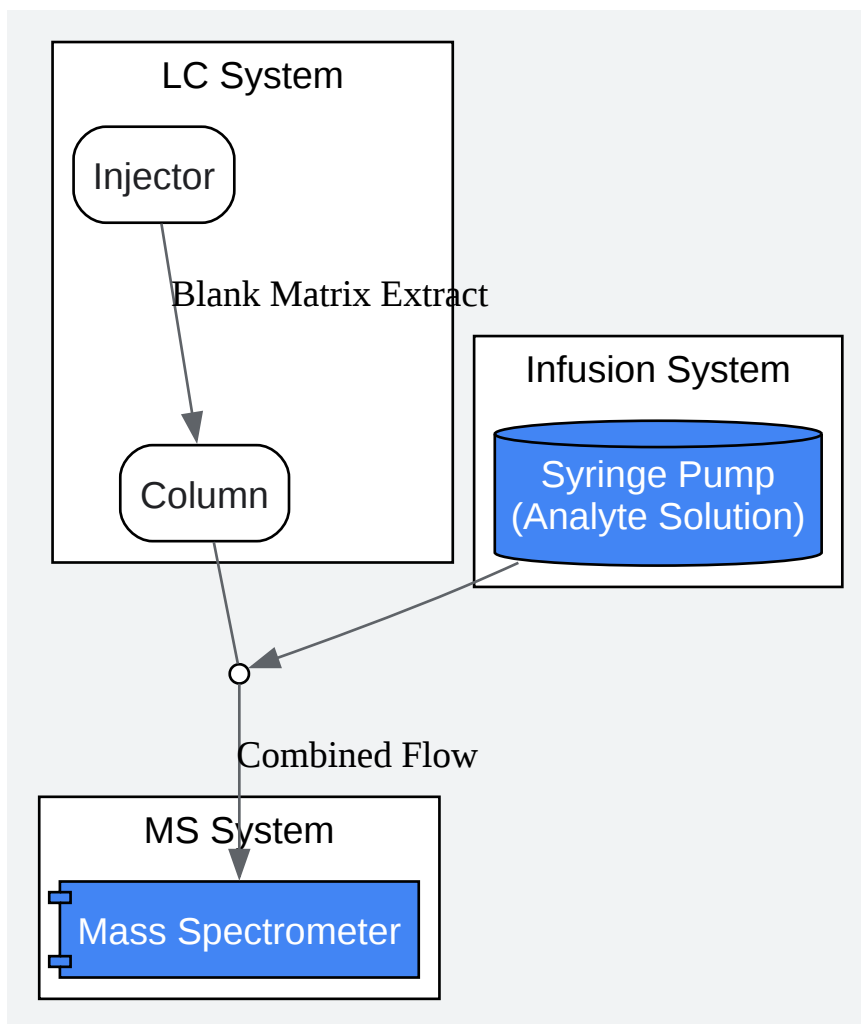 LC System
Injector
Blank Matrix Extract
Column
Infusion System
Syringe Pump
(Analyte Solution)
Combined Flow
MS System
Mass Spectrometer